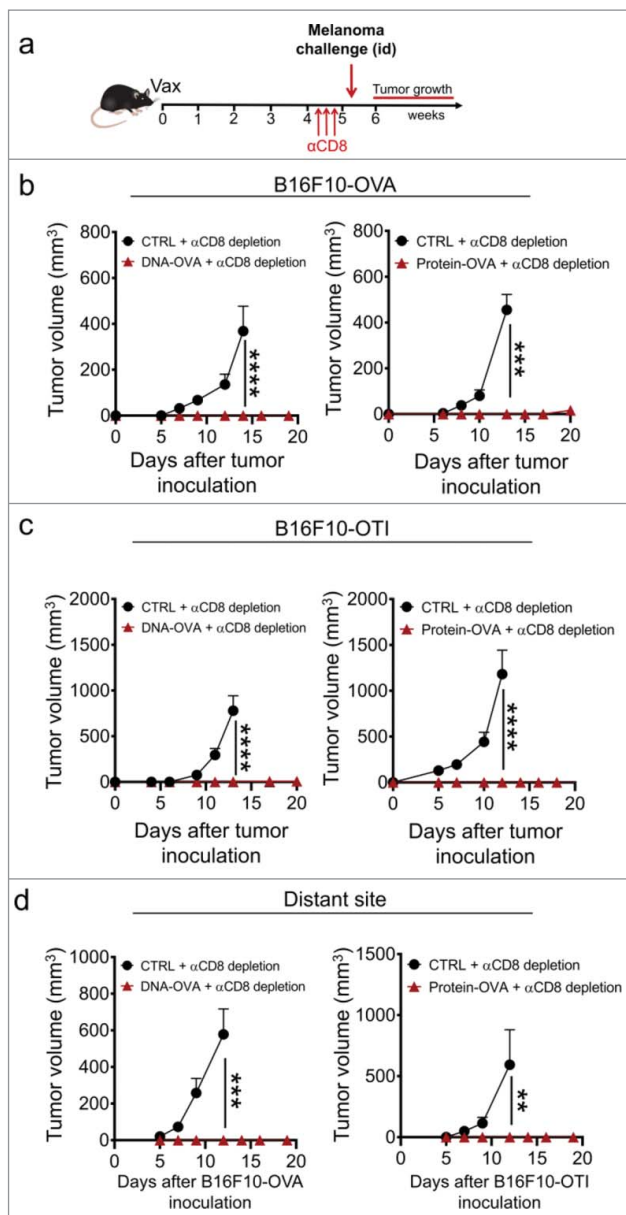 a
Melanoma
challenge (id)
Vax
Tumor growth
0 1 2 3 4 5 6 weeks
αCD8
b
B16F10-OVA
CTRL + αCD8 depletion
DNA-OVA + αCD8 depletion
Tumor volume (mm³)
800
600
400
200
0
****
0 5 10 15 20
Days after tumor
inoculation
CTRL + αCD8 depletion
Protein-OVA + αCD8 depletion
Tumor volume (mm³)
800
600
400
200
0
***
0 5 10 15 20
Days after tumor
inoculation
c
B16F10-OTI
CTRL + αCD8 depletion
DNA-OVA + αCD8 depletion
Tumor volume (mm³)
2000
1500
1000
500
0
****
0 5 10 15 20
Days after tumor
inoculation
CTRL + αCD8 depletion
Protein-OVA + αCD8 depletion
Tumor volume (mm³)
2000
1500
1000
500
0
****
0 5 10 15 20
Days after tumor
inoculation
d
Distant site
CTRL + αCD8 depletion
DNA-OVA + αCD8 depletion
Tumor volume (mm³)
1000
800
600
400
200
0
***
0 5 10 15 20
Days after B16F10-OVA
inoculation
CTRL + αCD8 depletion
Protein-OVA + αCD8 depletion
Tumor volume (mm³)
1500
1000
500
0
**
0 5 10 15 20
Days after B16F10-OTI
inoculation